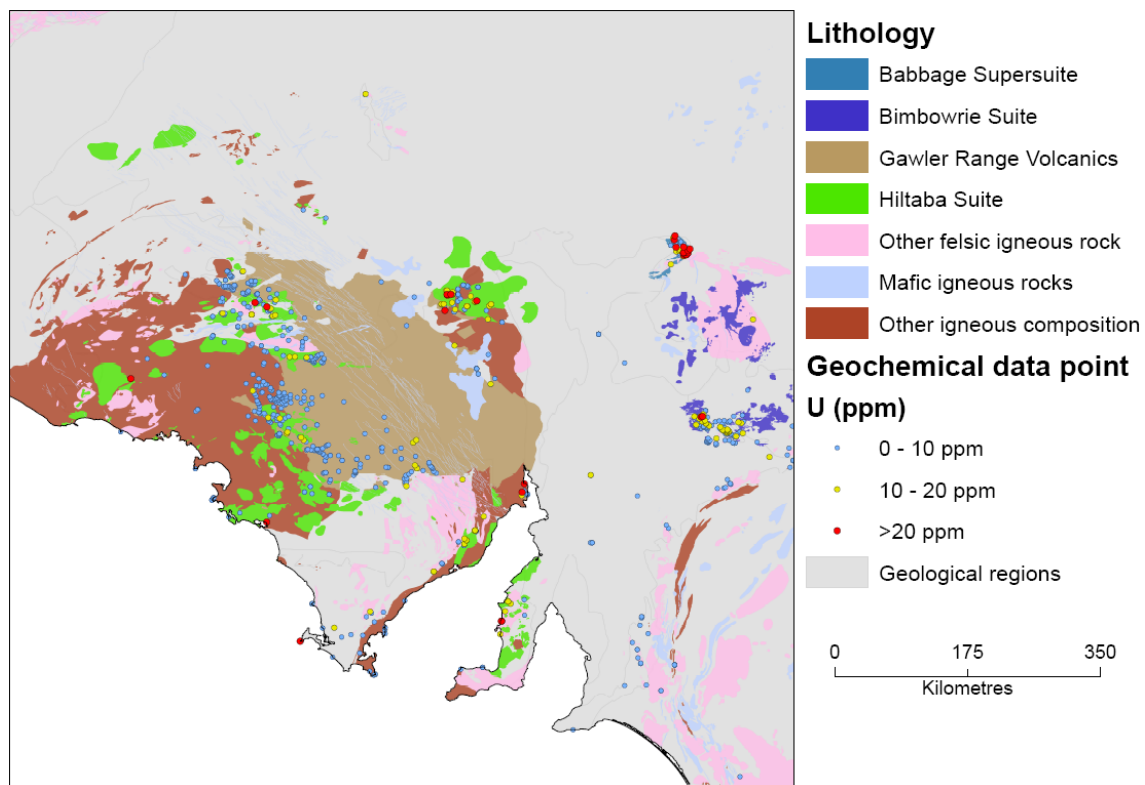 Lithology
Babbage Supersuite
Bimbowrie Suite
Gawler Range Volcanics
Hiltaba Suite
Other felsic igneous rock
Mafic igneous rocks
Other igneous composition
Geochemical data point
U (ppm)
0 - 10 ppm
10 - 20 ppm
>20 ppm
Geological regions
0 175 350
Kilometres